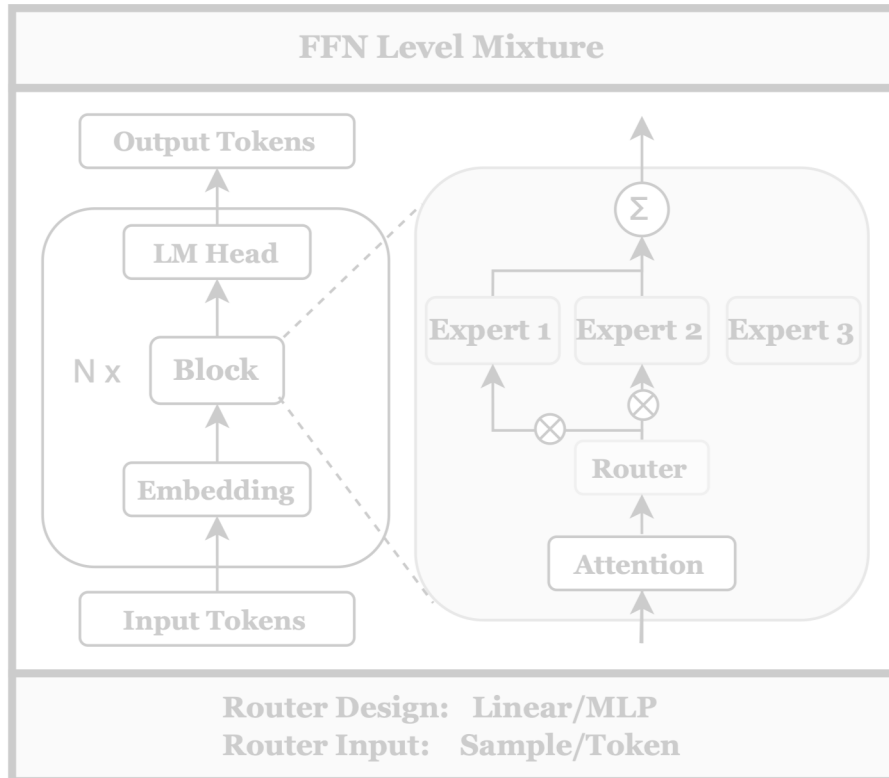 FFN Level Mixture
Output Tokens
LM Head
N x
Block
Embedding
Input Tokens
Σ
Expert 1
Expert 2
Expert 3
Router
Attention
Router Design: Linear/MLP
Router Input: Sample/Token